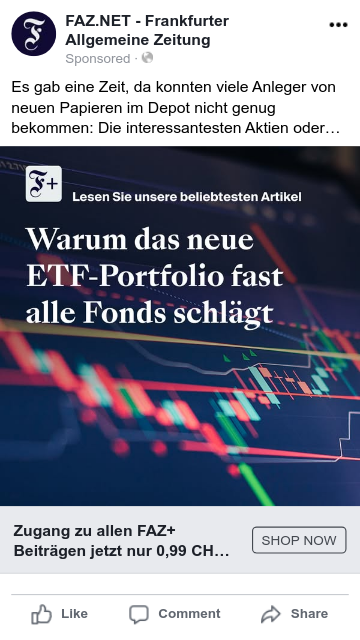 FAZ.NET - Frankfurter
Allgemeine Zeitung
Sponsored ·
Es gab eine Zeit, da konnten viele Anleger von
neuen Papieren im Depot nicht genug
bekommen: Die interessantesten Aktien oder…
F+
Lesen Sie unsere beliebtesten Artikel
Warum das neue
ETF-Portfolio fast
alle Fonds schlägt
Zugang zu allen FAZ+
Beiträgen jetzt nur 0,99 CH…
SHOP NOW
Like
Comment
Share